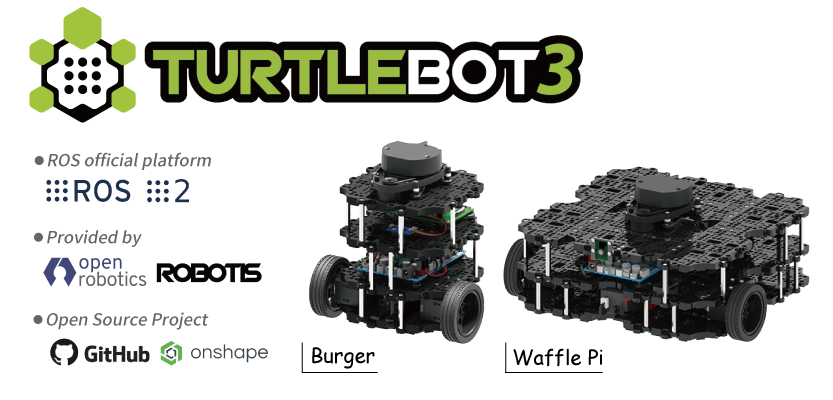 TURTLEBOT3
ROS official platform
ROS 2
Provided by
open robotics
ROBOTIS
Open Source Project
GitHub
onshape
Burger
Waffle Pi